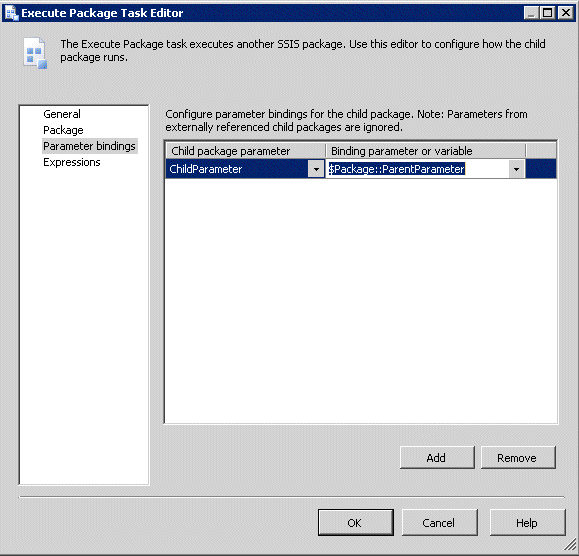 Execute Package Task Editor
The Execute Package task executes another SSIS package. Use this editor to configure how the child
package runs.
General
Package
Parameter bindings
Expressions
Configure parameter bindings for the child package. Note: Parameters from
externally referenced child packages are ignored.
Child package parameter Binding parameter or variable
ChildParameter $Package::ParentParameter
Add Remove
OK Cancel Help